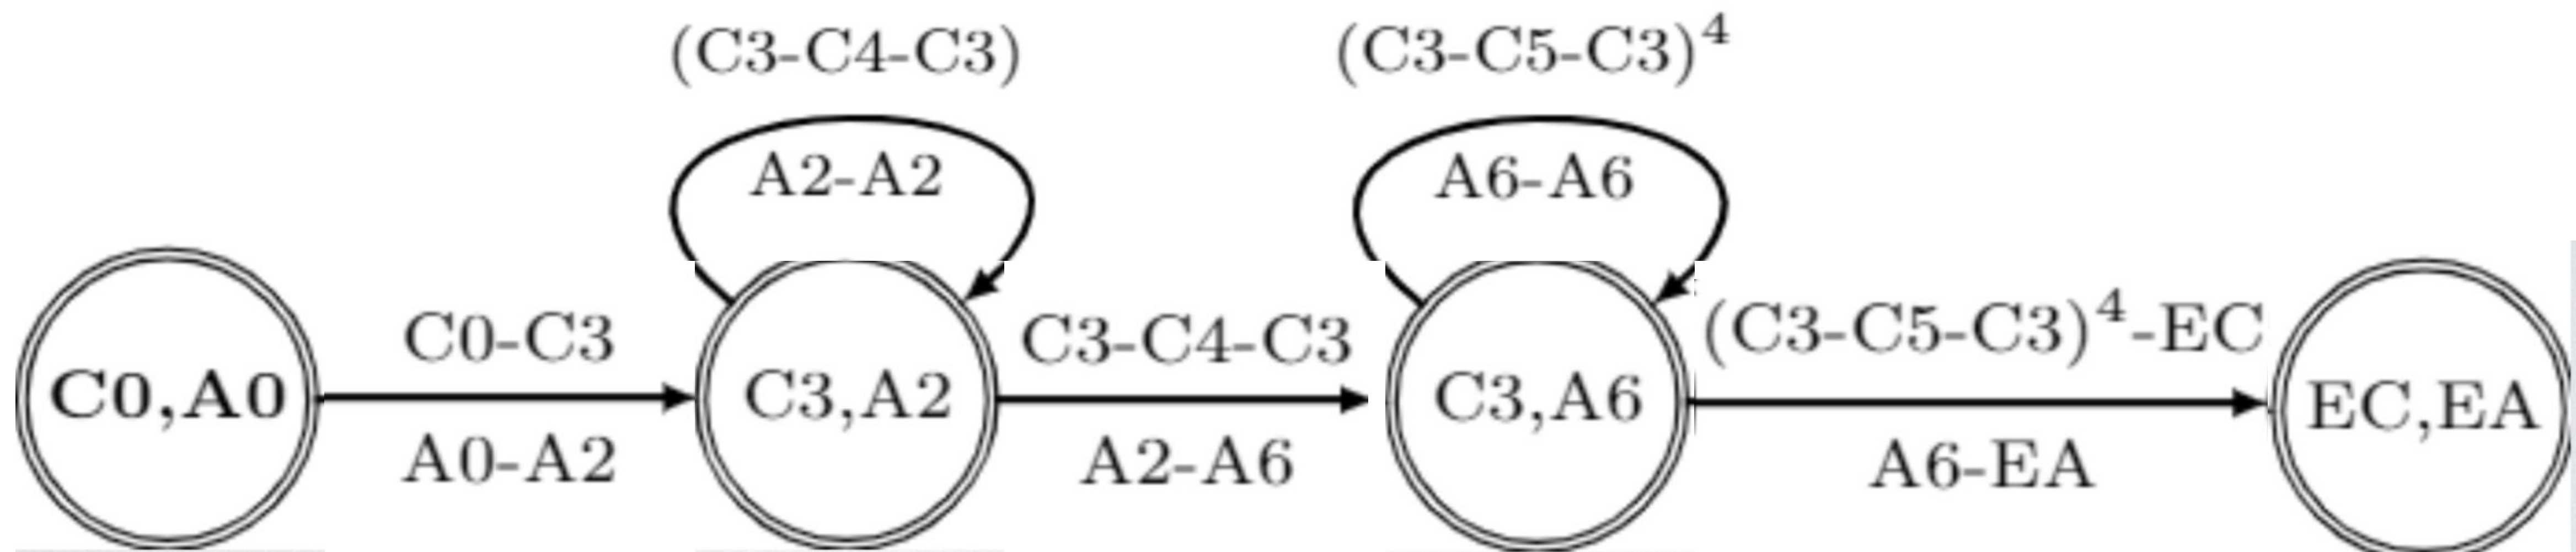 (C3-C4-C3)
(C3-C5-C3)⁴
A2-A2
A6-A6
C0,A0
C0-C3
A0-A2
C3,A2
C3-C4-C3
A2-A6
C3,A6
(C3-C5-C3)⁴-EC
A6-EA
EC,EA